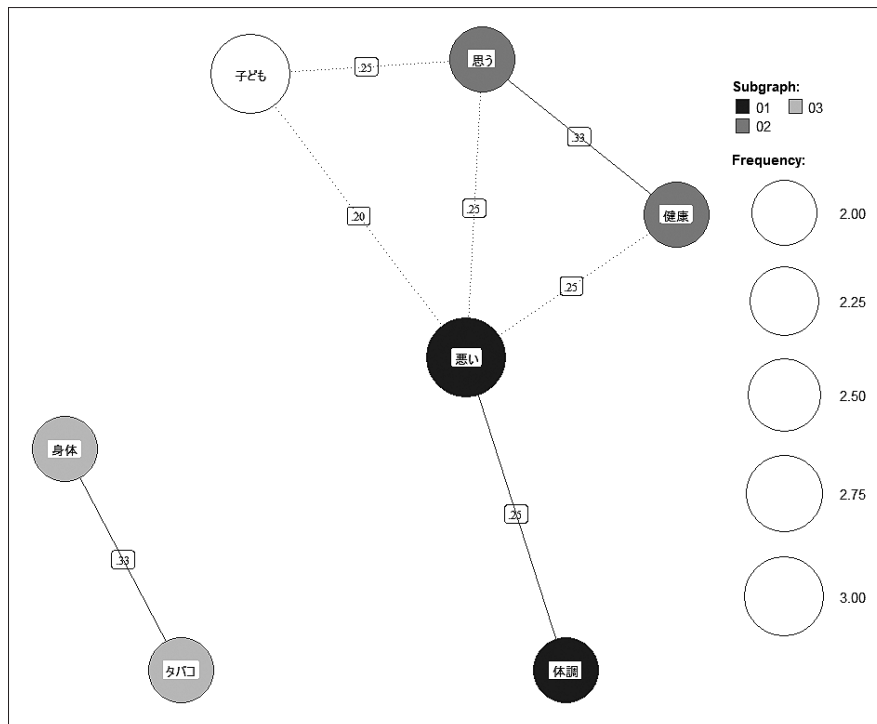 子ども
.25
思う
.33
.20
.25
健康
.25
悪い
身体
.25
.33
タバコ
体調
Subgraph:
01 03
02
Frequency:
2.00
2.25
2.50
2.75
3.00